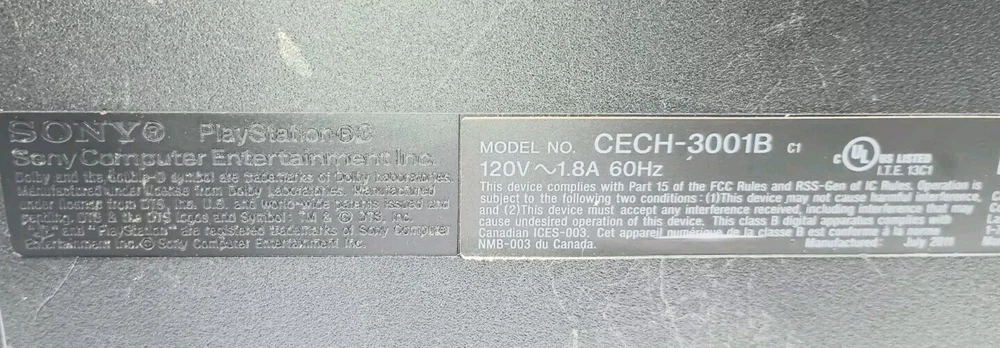 SONY® PlayStation®3
Sony Computer Entertainment Inc.
Dolby and the double-D symbol are trademarks of Dolby Laboratories.
Manufactured under license from Dolby Laboratories. Manufactured
under license from DTS, Inc. U.S. and world-wide patents issued and
pending. DTS & the DTS logos and Symbol: TM & © DTS, Inc.
and "PlayStation" are registered trademarks of Sony Computer
Entertainment Inc. © Sony Computer Entertainment Inc.
MODEL NO. CECH-3001B C1
120V～1.8A 60Hz
This device complies with Part 15 of the FCC Rules and RSS-Gen of IC Rules. Operation is
subject to the following two conditions : (1)This device may not cause harmful interference,
and (2)This device must accept any interference received, including interference that may
cause undesired operation of this device. This class B digital apparatus complies with
Canadian ICES-003. Cet appareil numérique de la classe B est conforme à la norme
NMB-003 du Canada.
Manufactured: July 2011
C UL US LISTED
I.T.E. 13C1